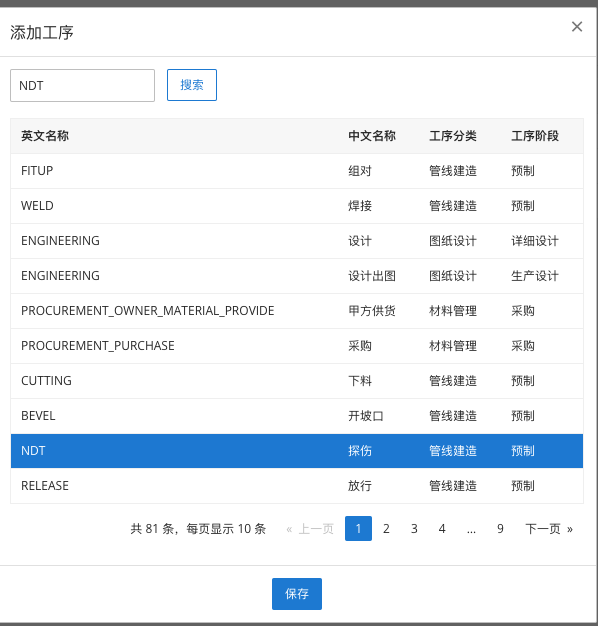 添加工序 ×
NDT 搜索
英文名称 中文名称 工序分类 工序阶段
FITUP 组对 管线建造 预制
WELD 焊接 管线建造 预制
ENGINEERING 设计 图纸设计 详细设计
ENGINEERING 设计出图 图纸设计 生产设计
PROCUREMENT_OWNER_MATERIAL_PROVIDE 甲方供货 材料管理 采购
PROCUREMENT_PURCHASE 采购 材料管理 采购
CUTTING 下料 管线建造 预制
BEVEL 开坡口 管线建造 预制
NDT 探伤 管线建造 预制
RELEASE 放行 管线建造 预制
共 81 条，每页显示 10 条 « 上一页 1 2 3 4 ... 9 下一页 »
保存